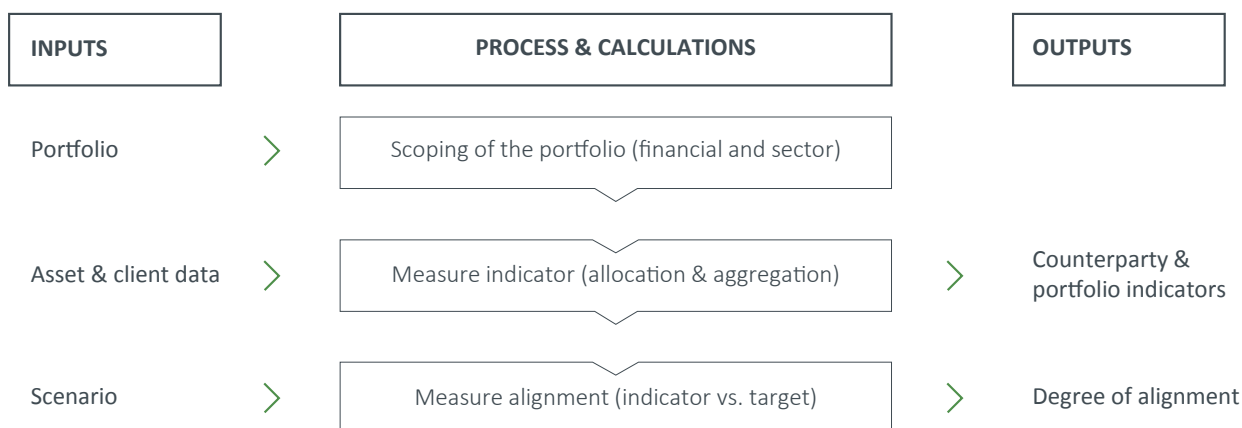 INPUTS
PROCESS & CALCULATIONS
OUTPUTS
Portfolio
Scoping of the portfolio (financial and sector)
Asset & client data
Measure indicator (allocation & aggregation)
Counterparty &
portfolio indicators
Scenario
Measure alignment (indicator vs. target)
Degree of alignment